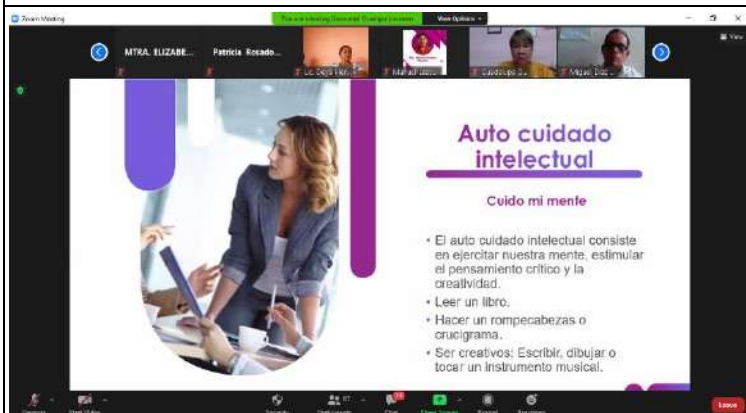 Zoom Meeting
View Options
View
MTRA. ELIZABE...
Patricia Rosado...
Auto cuidado
intelectual
Cuido mi mente
• El auto cuidado intelectual consiste
en ejercitar nuestra mente, estimular
el pensamiento crítico y la
creatividad.
• Leer un libro.
• Hacer un rompecabezas o
crucigrama.
• Ser creativos: Escribir, dibujar o
tocar un instrumento musical.
Leave